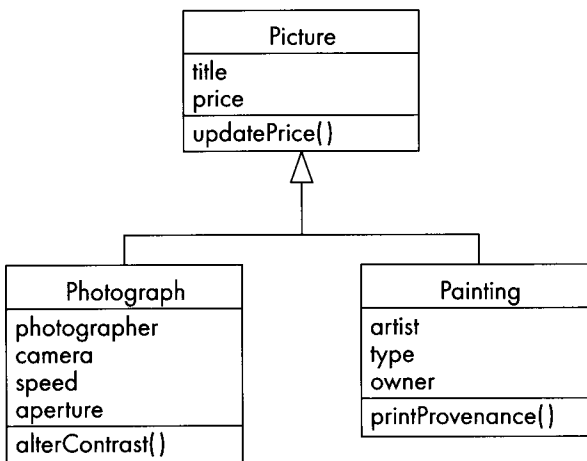 Picture
title
price
updatePrice()
Photograph
photographer
camera
speed
aperture
alterContrast()
Painting
artist
type
owner
printProvenance()